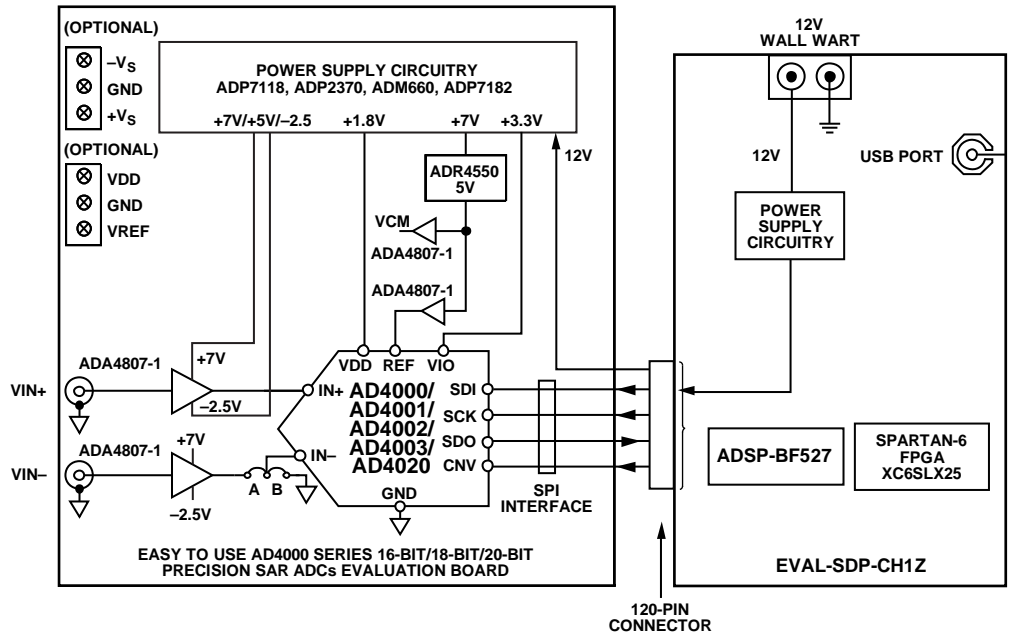 (OPTIONAL)
–VS
GND
+VS
(OPTIONAL)
VDD
GND
VREF
POWER SUPPLY CIRCUITRY
ADP7118, ADP2370, ADM660, ADP7182
+7V/+5V/–2.5
+1.8V
+7V
+3.3V
12V
ADR4550
5V
VCM
ADA4807-1
ADA4807-1
VDD
REF
VIO
VIN+
ADA4807-1
+7V
–2.5V
IN+
VIN–
ADA4807-1
+7V
–2.5V
A
B
IN–
AD4000/
AD4001/
AD4002/
AD4003/
AD4020
SDI
SCK
SDO
CNV
GND
SPI
INTERFACE
EASY TO USE AD4000 SERIES 16-BIT/18-BIT/20-BIT
PRECISION SAR ADCs EVALUATION BOARD
12V
WALL WART
12V
USB PORT
POWER
SUPPLY
CIRCUITRY
ADSP-BF527
SPARTAN-6
FPGA
XC6SLX25
EVAL-SDP-CH1Z
120-PIN
CONNECTOR